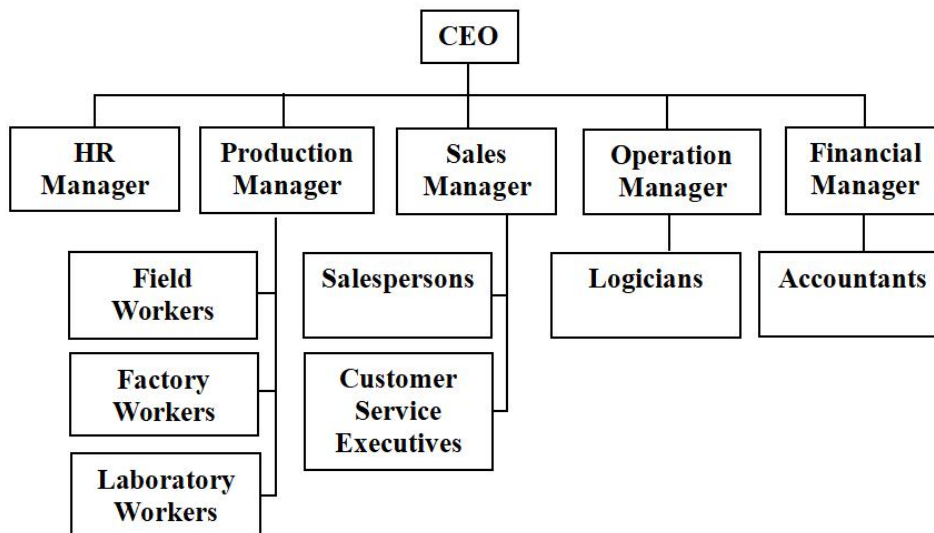 CEO
HR
Manager
Production
Manager
Sales
Manager
Operation
Manager
Financial
Manager
Field
Workers
Factory
Workers
Laboratory
Workers
Salespersons
Customer
Service
Executives
Logicians
Accountants